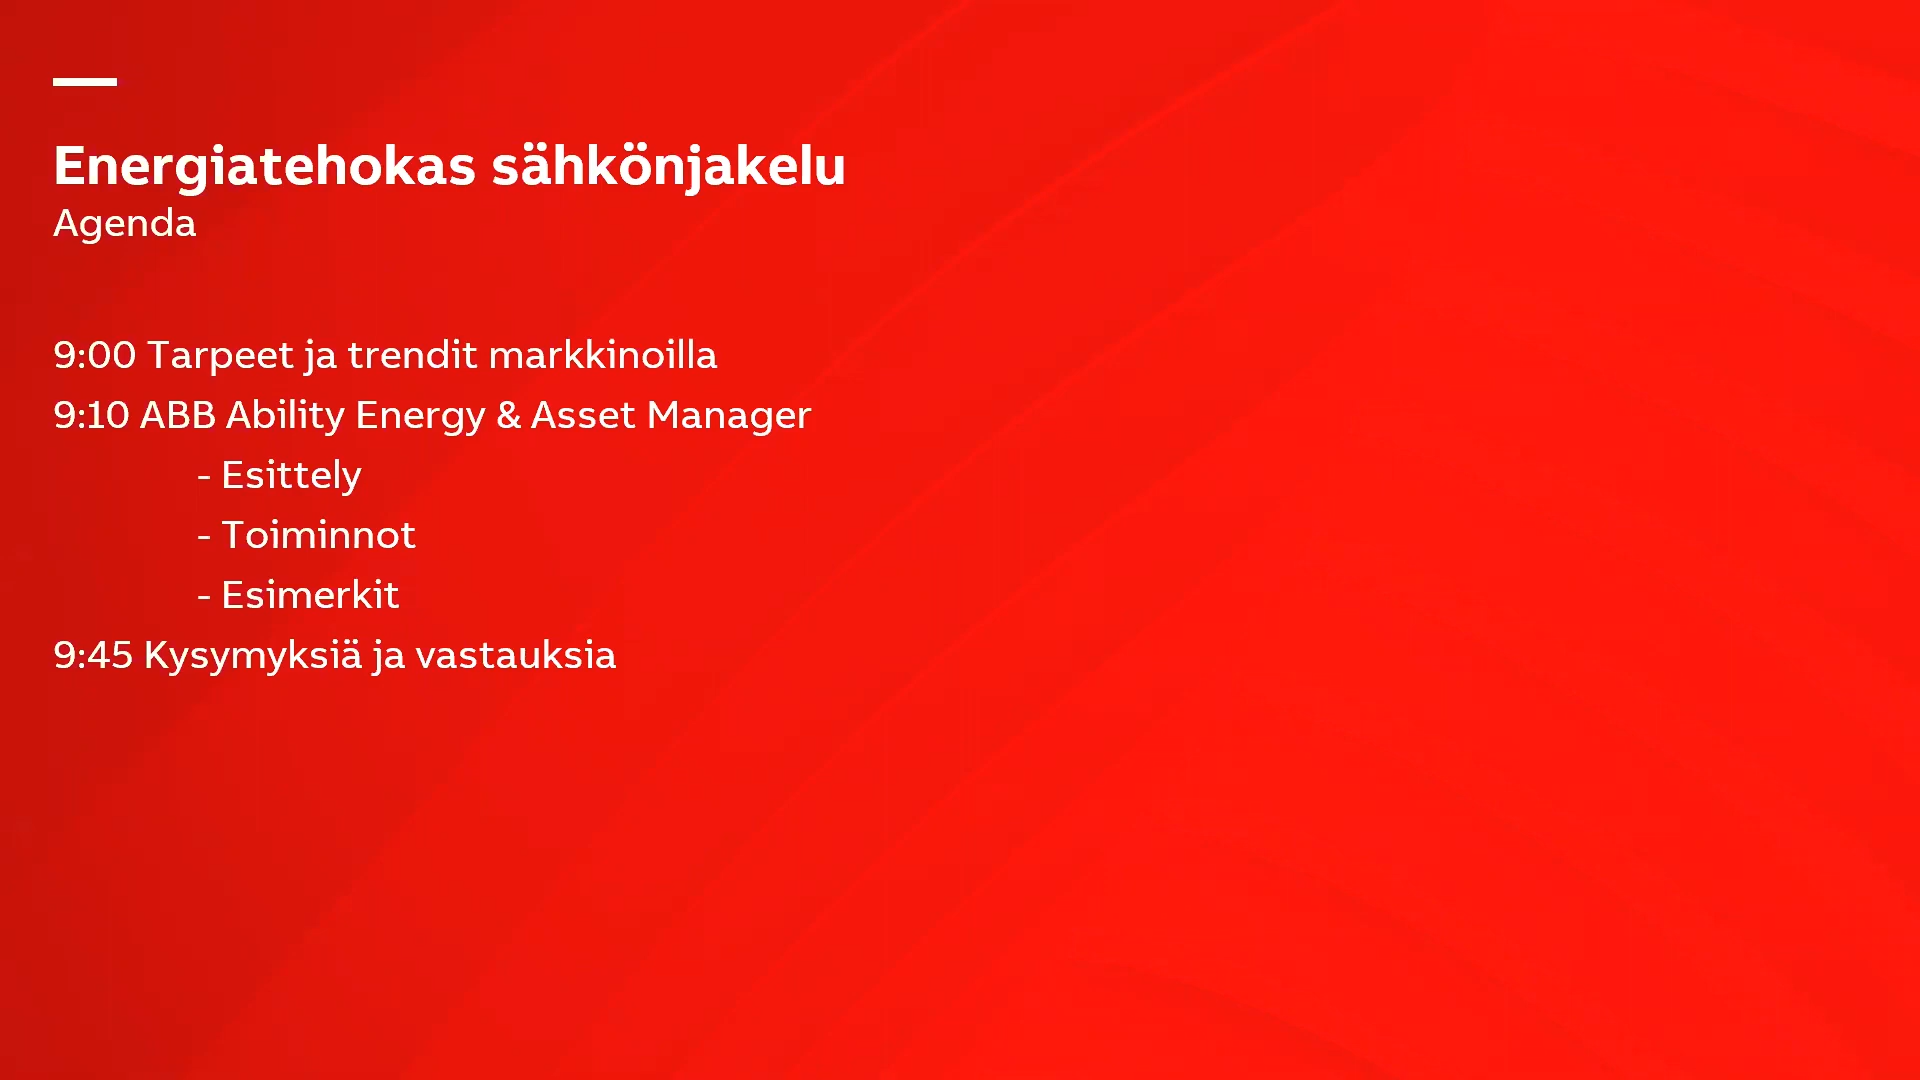 Energiatehokas sähkönjakelu
Agenda
9:00 Tarpeet ja trendit markkinoilla
9:10 ABB Ability Energy & Asset Manager
- Esittely
- Toiminnot
- Esimerkit
9:45 Kysymyksiä ja vastauksia